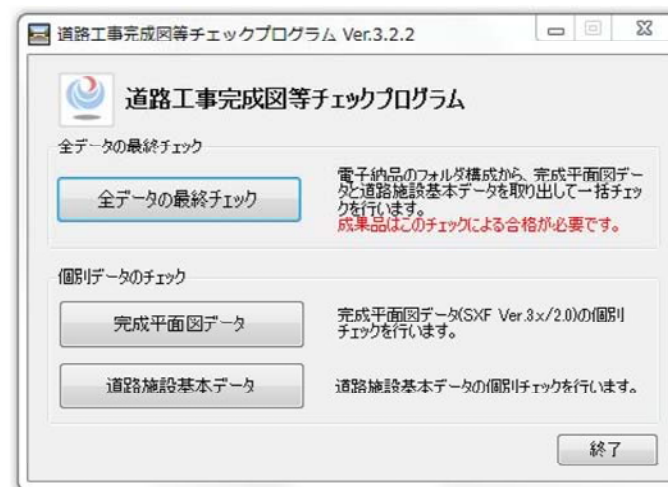 道路工事完成図等チェックプログラム Ver.3.2.2
道路工事完成図等チェックプログラム
全データの最終チェック
全データの最終チェック
電子納品のフォルダ構成から、完成平面図デー
タと道路施設基本データを取り出して一括チェッ
クを行います。
成果品はこのチェックによる合格が必要です。
個別データのチェック
完成平面図データ
完成平面図データ(SXF Ver.3x/2.0)の個別
チェックを行います。
道路施設基本データ
道路施設基本データの個別チェックを行います。
終了